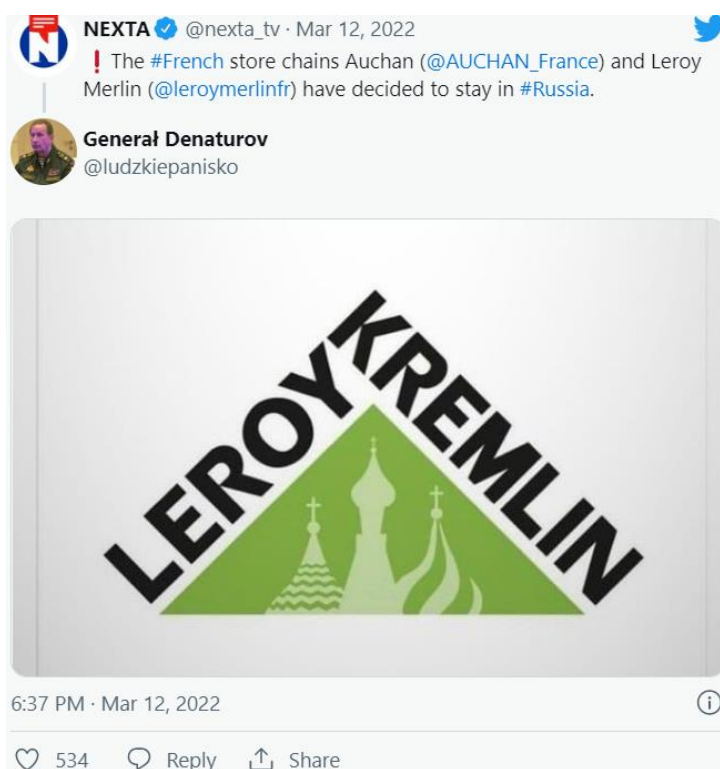 NEXTA @nexta_tv · Mar 12, 2022
❗ The #French store chains Auchan (@AUCHAN_France) and Leroy
Merlin (@leroymerlinfr) have decided to stay in #Russia.
Generał Denaturov
@ludzkiepanisko
LEROY KREMLIN
6:37 PM · Mar 12, 2022
534 Reply Share